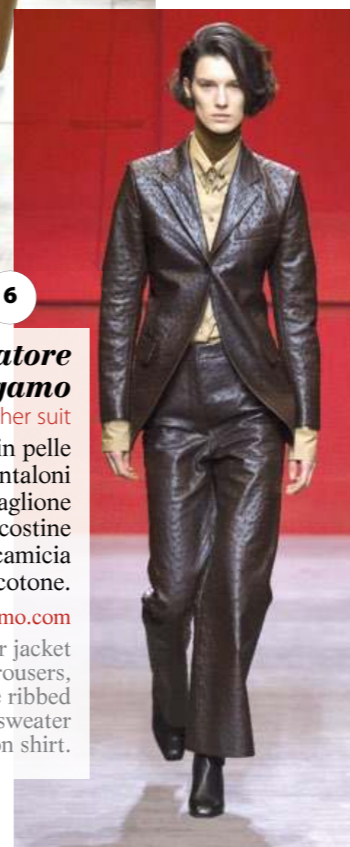 6
atore
gamo
her suit
in pelle
ntaloni
aglione
costine
camicia
cotone.
mo.com
r jacket
rousers,
e ribbed
sweater
on shirt.